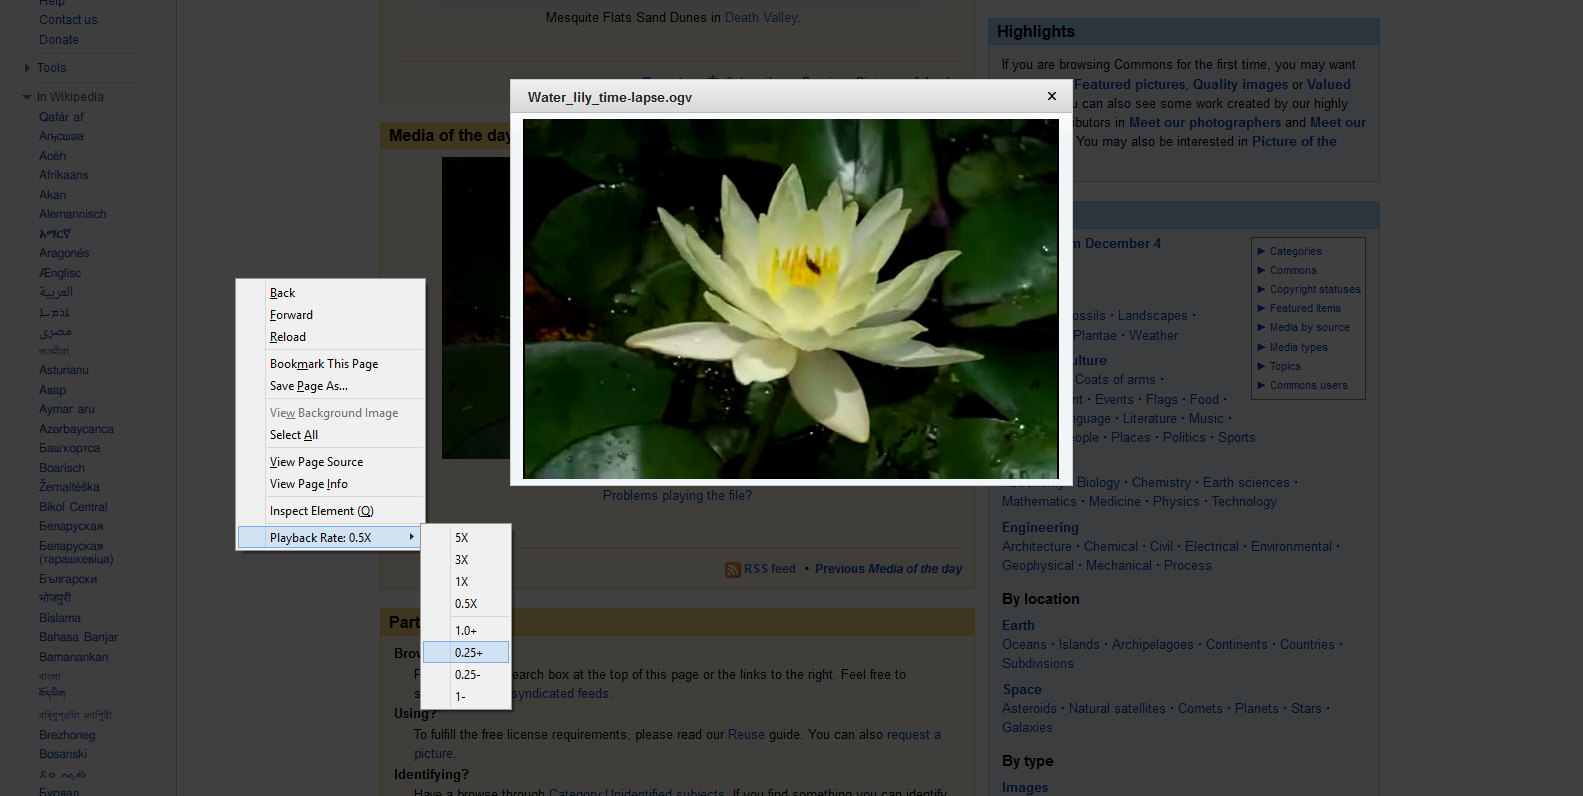 Help
Contact us
Donate
Tools
In Wikipedia
Qafár af
Аҧсшәа
Acèh
Afrikaans
Akan
Alemannisch
አማርኛ
Aragonés
Ænglisc
العربية
ܐܪܡܝܐ
مصرى
অসমীয়া
Asturianu
Авар
Aymar aru
Azərbaycanca
Башҡортса
Boarisch
Žemaitėška
Bikol Central
Беларуская
Беларуская
(тарашкевіца)
Български
भोजपुरी
Bislama
Bahasa Banjar
Bamanankan
বাংলা
বিষ্ণুপ্রিয়া মণিপুরী
Brezhoneg
Bosanski
Буряад
Mesquite Flats Sand Dunes in Death Valley.
Media of the day
Water_lily_time-lapse.ogv
Back
Forward
Reload
Bookmark This Page
Save Page As...
View Background Image
Select All
View Page Source
View Page Info
Inspect Element (Q)
Playback Rate: 0.5X
5X
3X
1X
0.5X
1.0+
0.25+
0.25-
1-
Problems playing the file?
RSS feed • Previous Media of the day
Part
Brow
earch box at the top of this page or the links to the right. Feel free to
syndicated feeds.
Using?
To fulfill the free license requirements, please read our Reuse guide. You can also request a
picture.
Identifying?
Have a browse through Category:Unidentified subjects. If you find something you can identify,
Highlights
If you are browsing Commons for the first time, you may want
Featured pictures, Quality images or Valued
can also see some work created by our highly
butors in Meet our photographers and Meet our
You may also be interested in Picture of the
m December 4
Categories
Commons
Copyright statuses
Featured items
Media by source
Media types
Topics
Commons users
ossils · Landscapes ·
Plantae · Weather
ulture
Coats of arms ·
nt · Events · Flags · Food ·
nguage · Literature · Music ·
eople · Places · Politics · Sports
Astronomy · Biology · Chemistry · Earth sciences ·
Mathematics · Medicine · Physics · Technology
Engineering
Architecture · Chemical · Civil · Electrical · Environmental ·
Geophysical · Mechanical · Process
By location
Earth
Oceans · Islands · Archipelagoes · Continents · Countries ·
Subdivisions
Space
Asteroids · Natural satellites · Comets · Planets · Stars ·
Galaxies
By type
Images